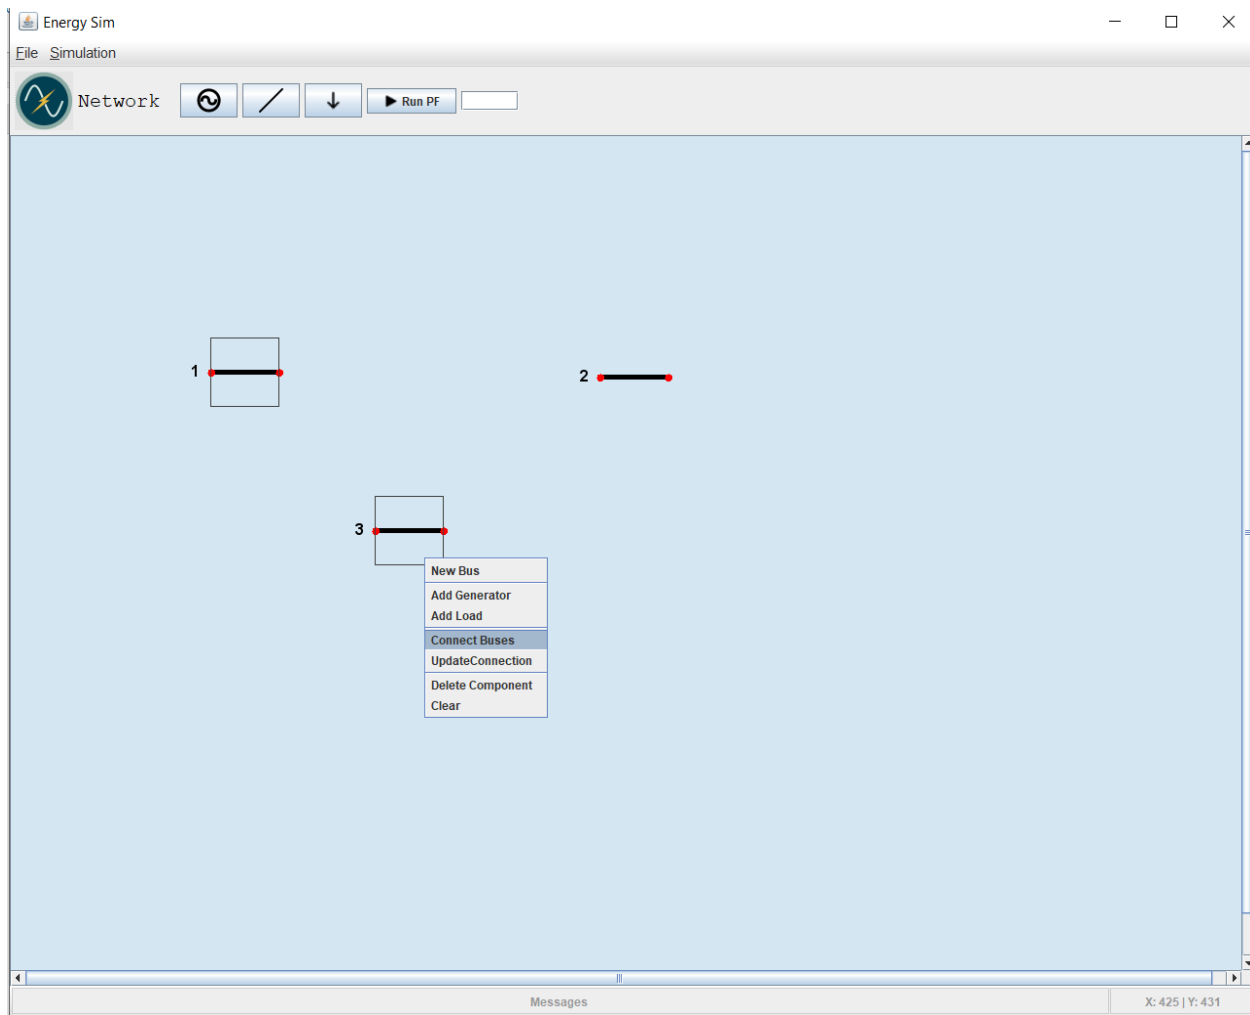 Energy Sim
File Simulation
Network Run PF
1
2
3
New Bus
Add Generator
Add Load
Connect Buses
UpdateConnection
Delete Component
Clear
Messages X: 425 | Y: 431